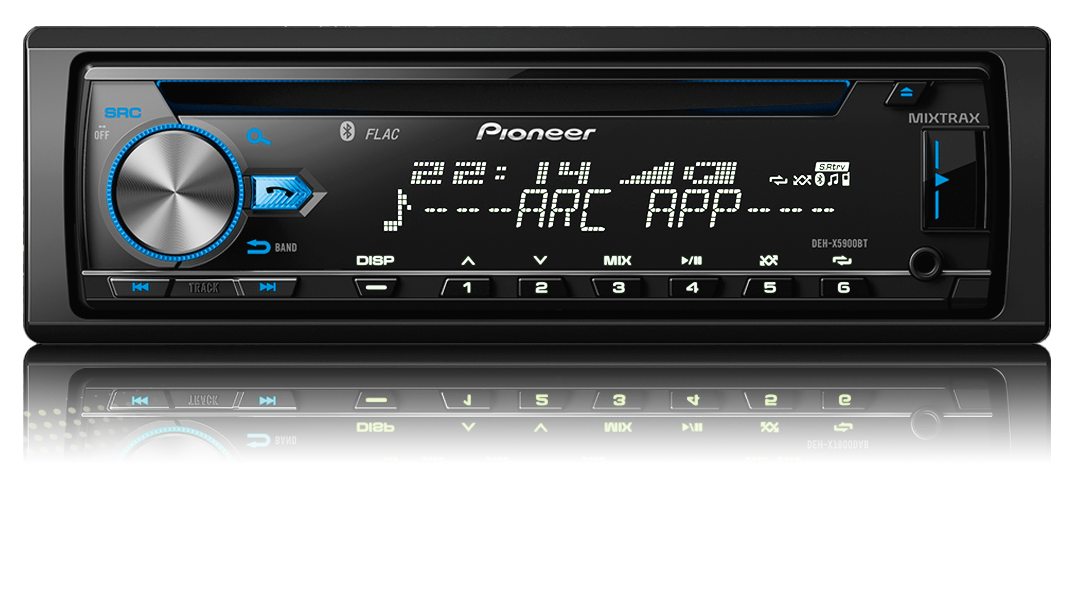 SRC
OFF
FLAC
Pioneer
MIXTRAX
22:14
S.Rtrv
----ARC APP----
BAND
DEH-X5900BT
DISP MIX
TRACK
1 2 3 4 5 6